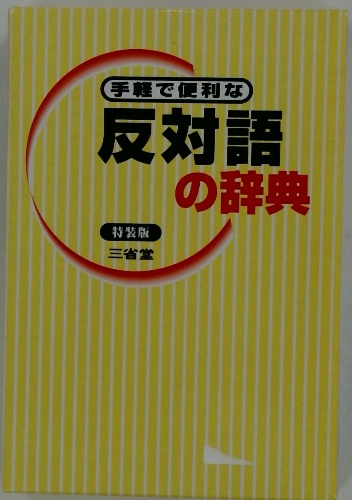 手軽で便利な
反対語
の辞典
特装版
三省堂